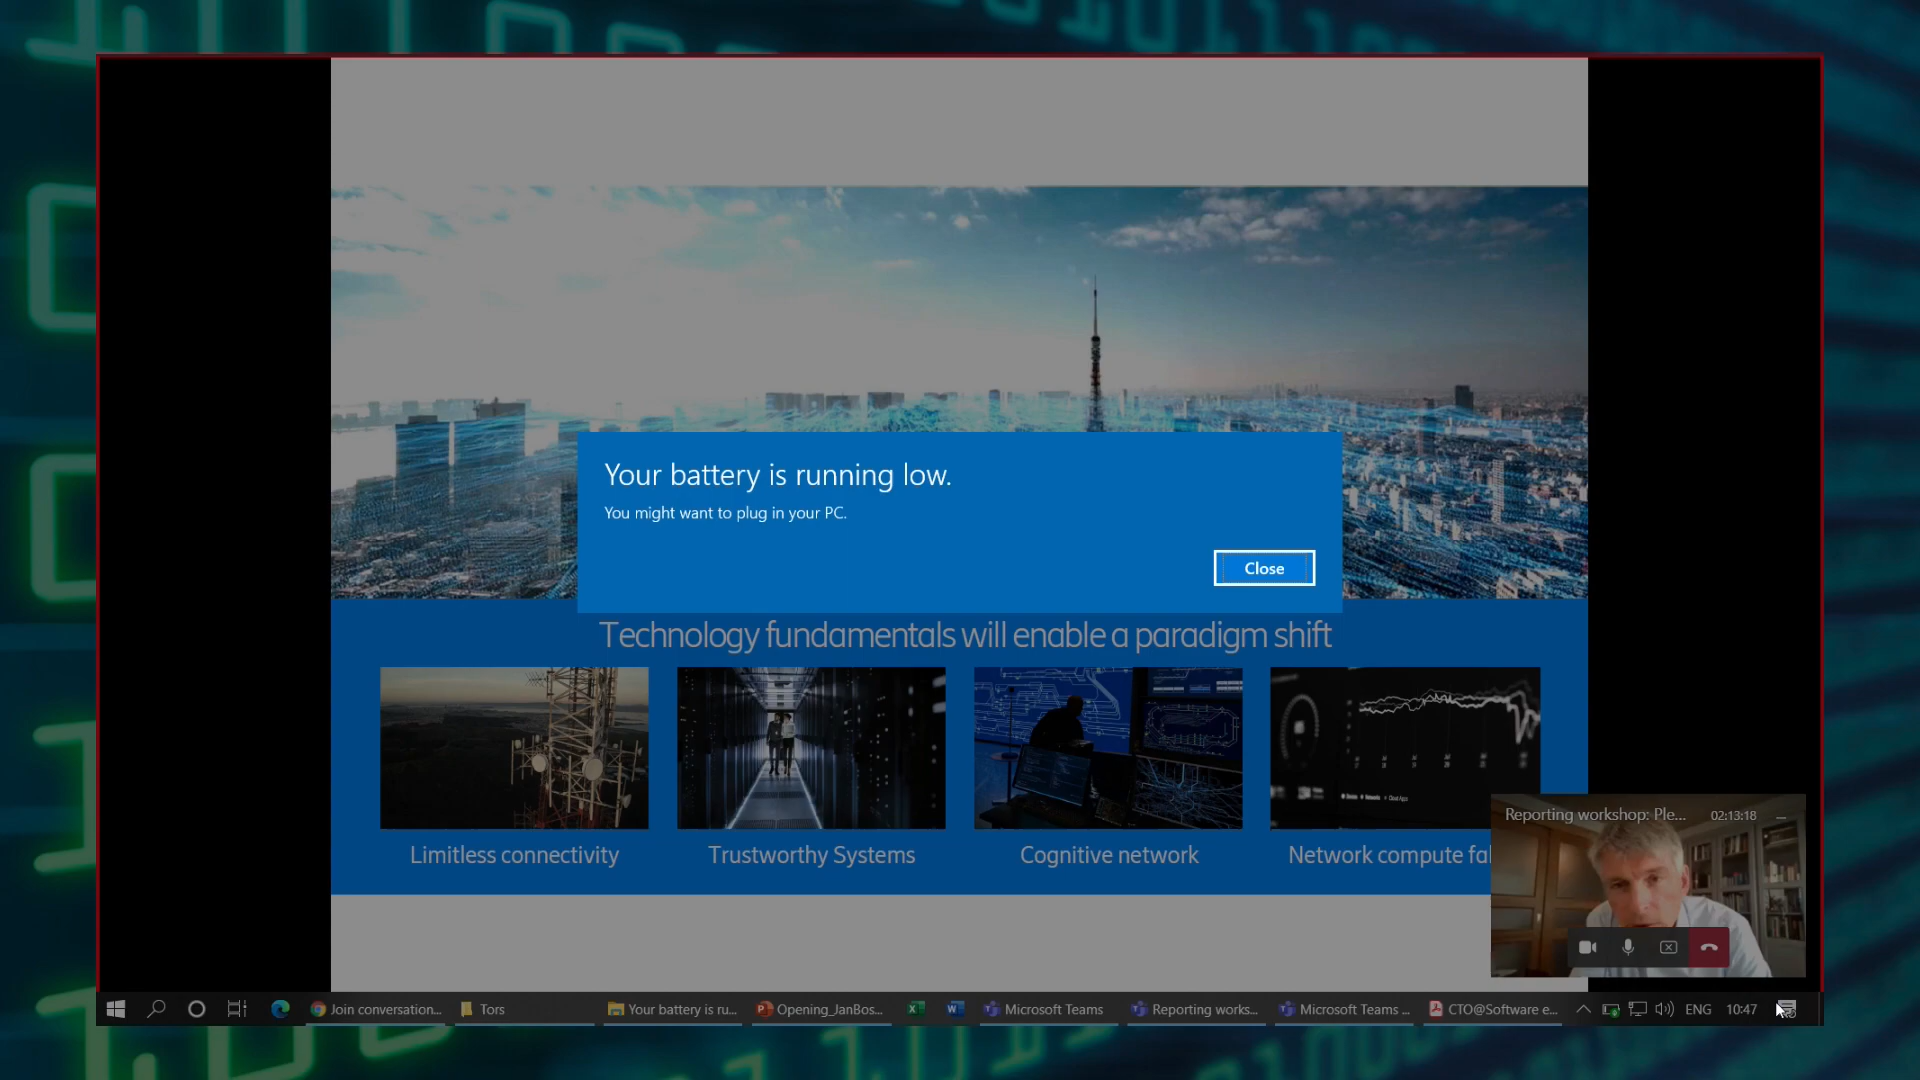 Your battery is running low.
You might want to plug in your PC.
Close
Technology fundamentals will enable a paradigm shift
Limitless connectivity
Trustworthy Systems
Cognitive network
Network compute fa
Reporting workshop: Ple... 02:13:18
Join conversation...
Tors
Your battery is ru...
Opening_JanBos...
Microsoft Teams
Reporting works...
Microsoft Teams ...
CTO@Software e...
ENG
10:47